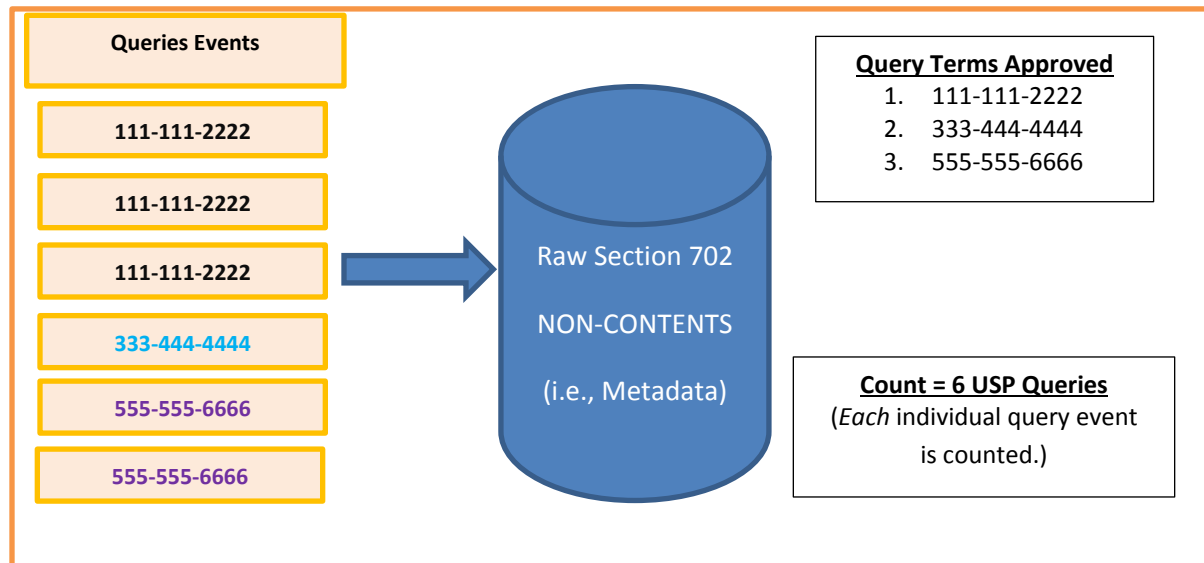 Queries Events
111-111-2222
111-111-2222
111-111-2222
333-444-4444
555-555-6666
555-555-6666
Raw Section 702
NON-CONTENTS
(i.e., Metadata)
Query Terms Approved
1. 111-111-2222
2. 333-444-4444
3. 555-555-6666
Count = 6 USP Queries
(Each individual query event
is counted.)